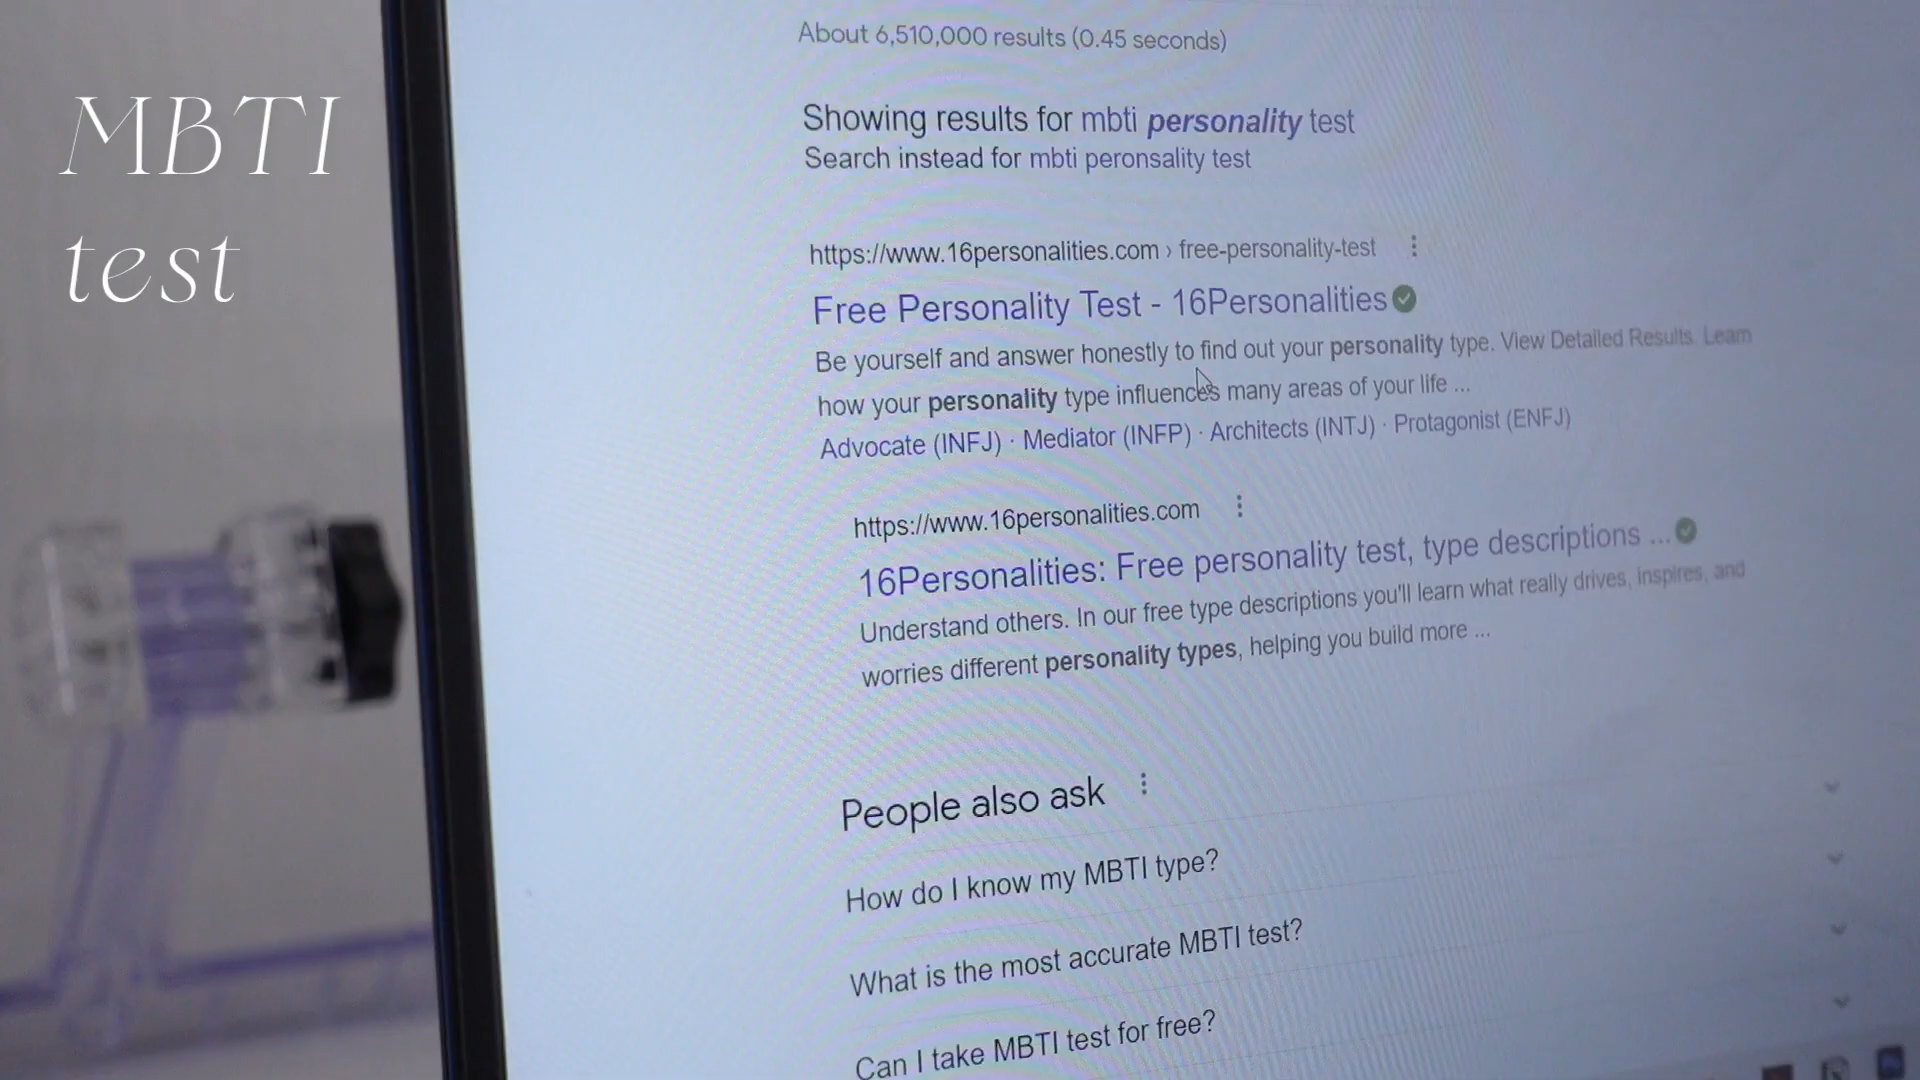 MBTI
test
About 6,510,000 results (0.45 seconds)
Showing results for mbti personality test
Search instead for mbti peronsality test
https://www.16personalities.com › free-personality-test
Free Personality Test - 16Personalities
Be yourself and answer honestly to find out your personality type. View Detailed Results. Learn
how your personality type influences many areas of your life ...
Advocate (INFJ) · Mediator (INFP) · Architects (INTJ) · Protagonist (ENFJ)
https://www.16personalities.com
16Personalities: Free personality test, type descriptions ...
Understand others. In our free type descriptions you'll learn what really drives, inspires, and
worries different personality types, helping you build more ...
People also ask
How do I know my MBTI type?
What is the most accurate MBTI test?
Can I take MBTI test for free?